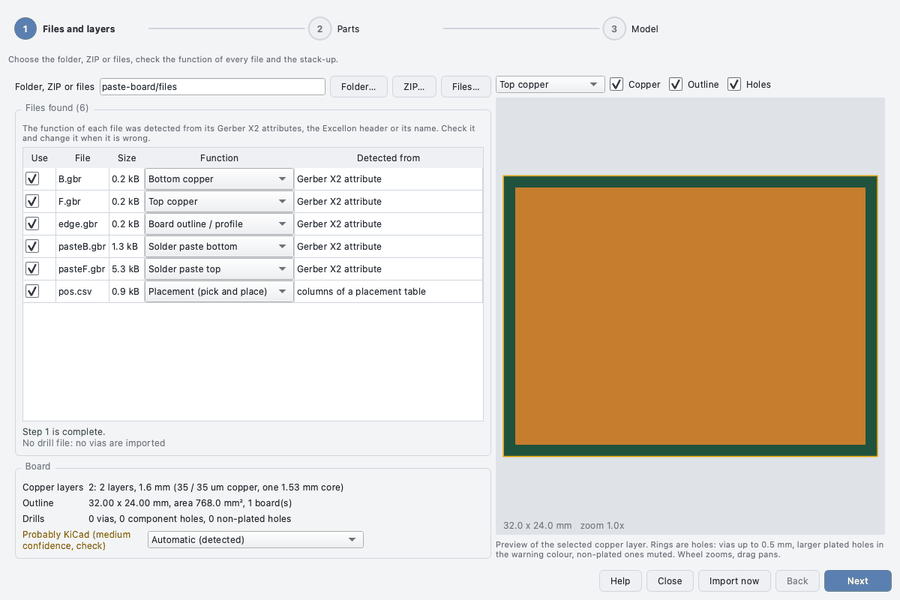 1 Files and layers 2 Parts 3 Model
Choose the folder, ZIP or files, check the function of every file and the stack-up.
Folder, ZIP or files paste-board/files Folder... ZIP... Files... Top copper Copper Outline Holes
Files found (6)
The function of each file was detected from its Gerber X2 attributes, the Excellon header or its name. Check it
and change it when it is wrong.
Use File Size Function Detected from
B.gbr 0.2 kB Bottom copper Gerber X2 attribute
F.gbr 0.2 kB Top copper Gerber X2 attribute
edge.gbr 0.2 kB Board outline / profile Gerber X2 attribute
pasteB.gbr 1.3 kB Solder paste bottom Gerber X2 attribute
pasteF.gbr 5.3 kB Solder paste top Gerber X2 attribute
pos.csv 0.9 kB Placement (pick and place) columns of a placement table
Step 1 is complete.
No drill file: no vias are imported
Board
Copper layers 2: 2 layers, 1.6 mm (35 / 35 um copper, one 1.53 mm core)
Outline 32.00 x 24.00 mm, area 768.0 mm², 1 board(s)
Drills 0 vias, 0 component holes, 0 non-plated holes
Probably KiCad (medium
confidence, check) Automatic (detected)
32.0 x 24.0 mm zoom 1.0x
Preview of the selected copper layer. Rings are holes: vias up to 0.5 mm, larger plated holes in
the warning colour, non-plated ones muted. Wheel zooms, drag pans.
Help Close Import now Back Next